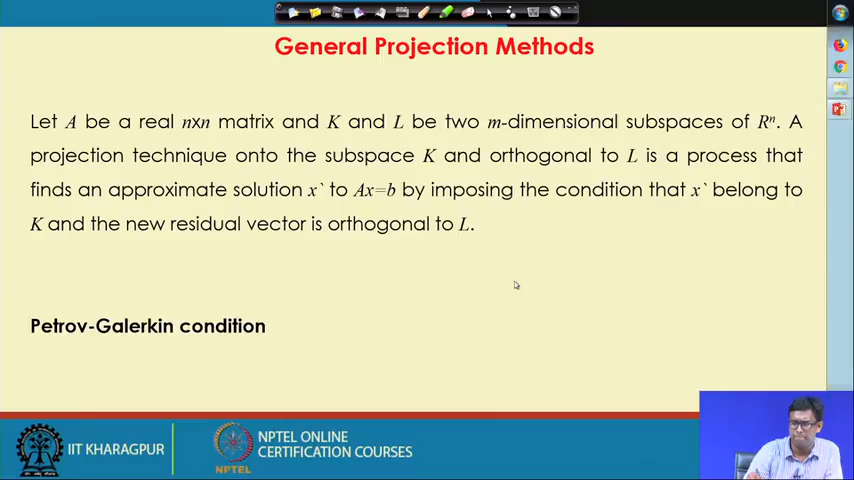 General Projection Methods
Let A be a real nxn matrix and K and L be two m-dimensional subspaces of Rⁿ. A
projection technique onto the subspace K and orthogonal to L is a process that
finds an approximate solution x` to Ax=b by imposing the condition that x` belong to
K and the new residual vector is orthogonal to L.
Petrov-Galerkin condition
IIT KHARAGPUR
NPTEL
NPTEL ONLINE
CERTIFICATION COURSES